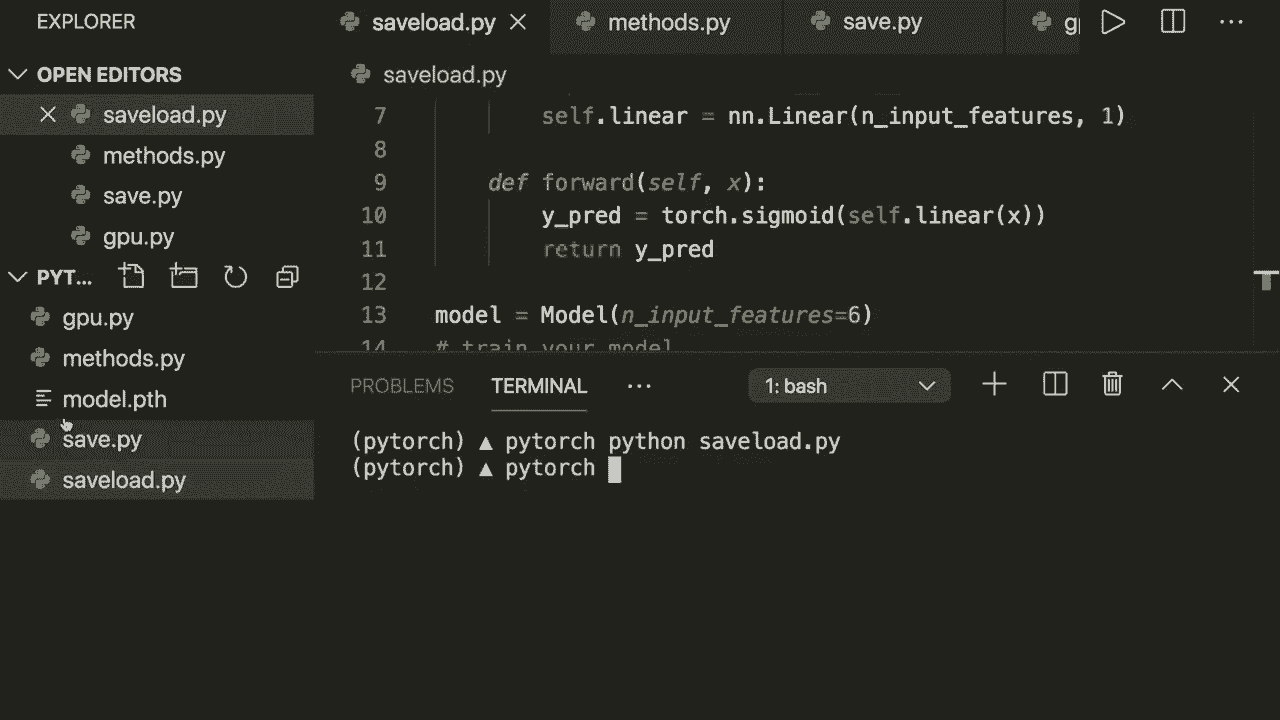 EXPLORER
OPEN EDITORS
saveload.py
methods.py
save.py
gpu.py
PYT...
gpu.py
methods.py
model.pth
save.py
saveload.py
saveload.py methods.py save.py
saveload.py
7 self.linear = nn.Linear(n_input_features, 1)
8
9 def forward(self, x):
10 y_pred = torch.sigmoid(self.linear(x))
11 return y_pred
12
13 model = Model(n_input_features=6)
14 # train your model
PROBLEMS TERMINAL ... 1: bash
(pytorch) ▲ pytorch python saveload.py
(pytorch) ▲ pytorch